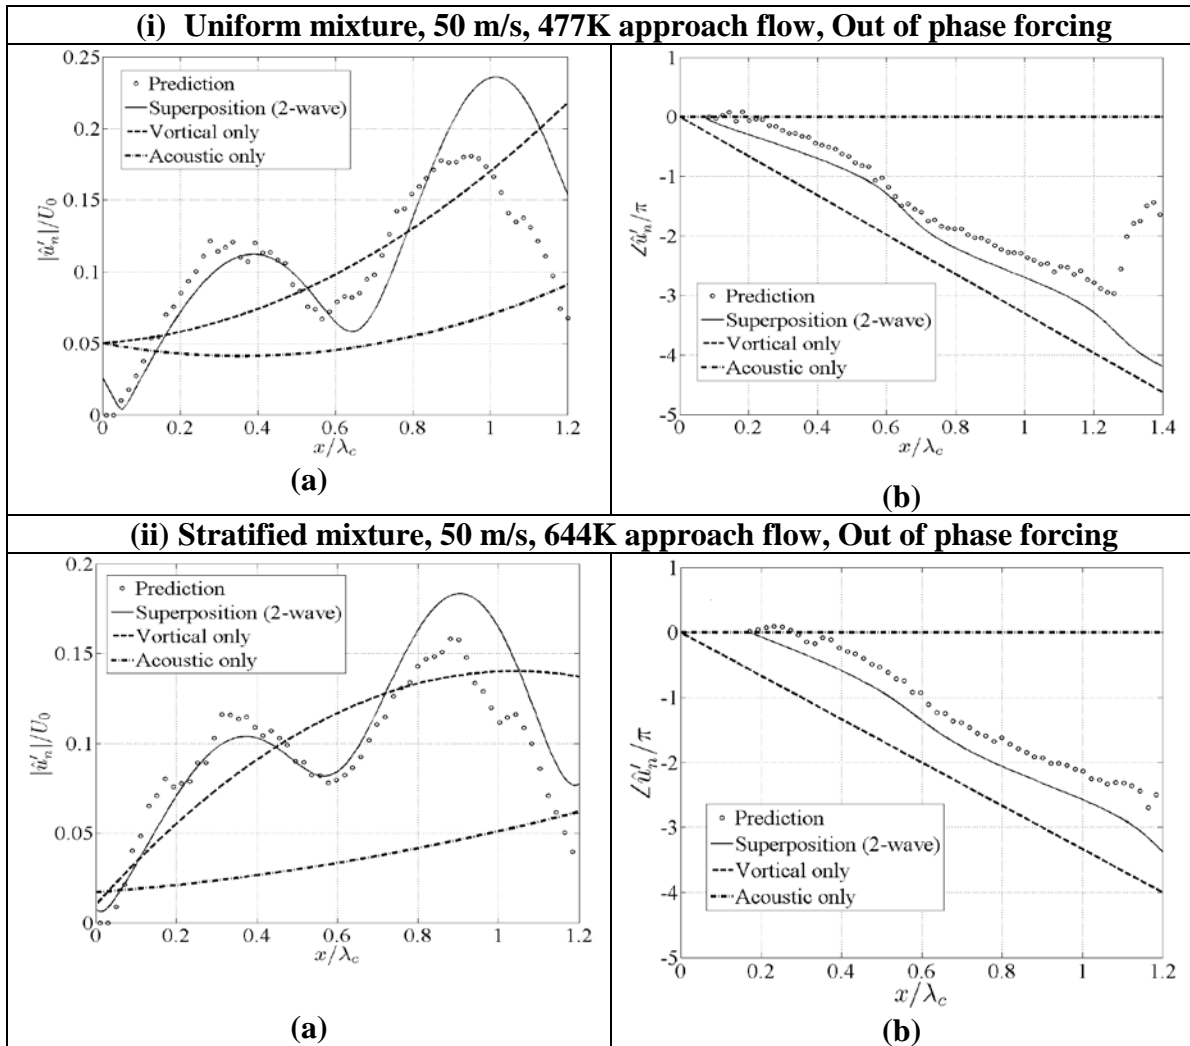 (i) Uniform mixture, 50 m/s, 477K approach flow, Out of phase forcing
0.25
0.2
0.15
0.1
0.05
0
|û′ₙ|/U₀
Prediction
Superposition (2-wave)
Vortical only
Acoustic only
0 0.2 0.4 0.6 0.8 1 1.2
x/λ_c
(a)
1
0
-1
-2
-3
-4
-5
∠û′ₙ/π
Prediction
Superposition (2-wave)
Vortical only
Acoustic only
0 0.2 0.4 0.6 0.8 1 1.2 1.4
x/λ_c
(b)
(ii) Stratified mixture, 50 m/s, 644K approach flow, Out of phase forcing
0.2
0.15
0.1
0.05
0
|û′ₙ|/U₀
Prediction
Superposition (2-wave)
Vortical only
Acoustic only
0 0.2 0.4 0.6 0.8 1 1.2
x/λ_c
(a)
1
0
-1
-2
-3
-4
-5
∠û′ₙ/π
Prediction
Superposition (2-wave)
Vortical only
Acoustic only
0 0.2 0.4 0.6 0.8 1 1.2
x/λ_c
(b)